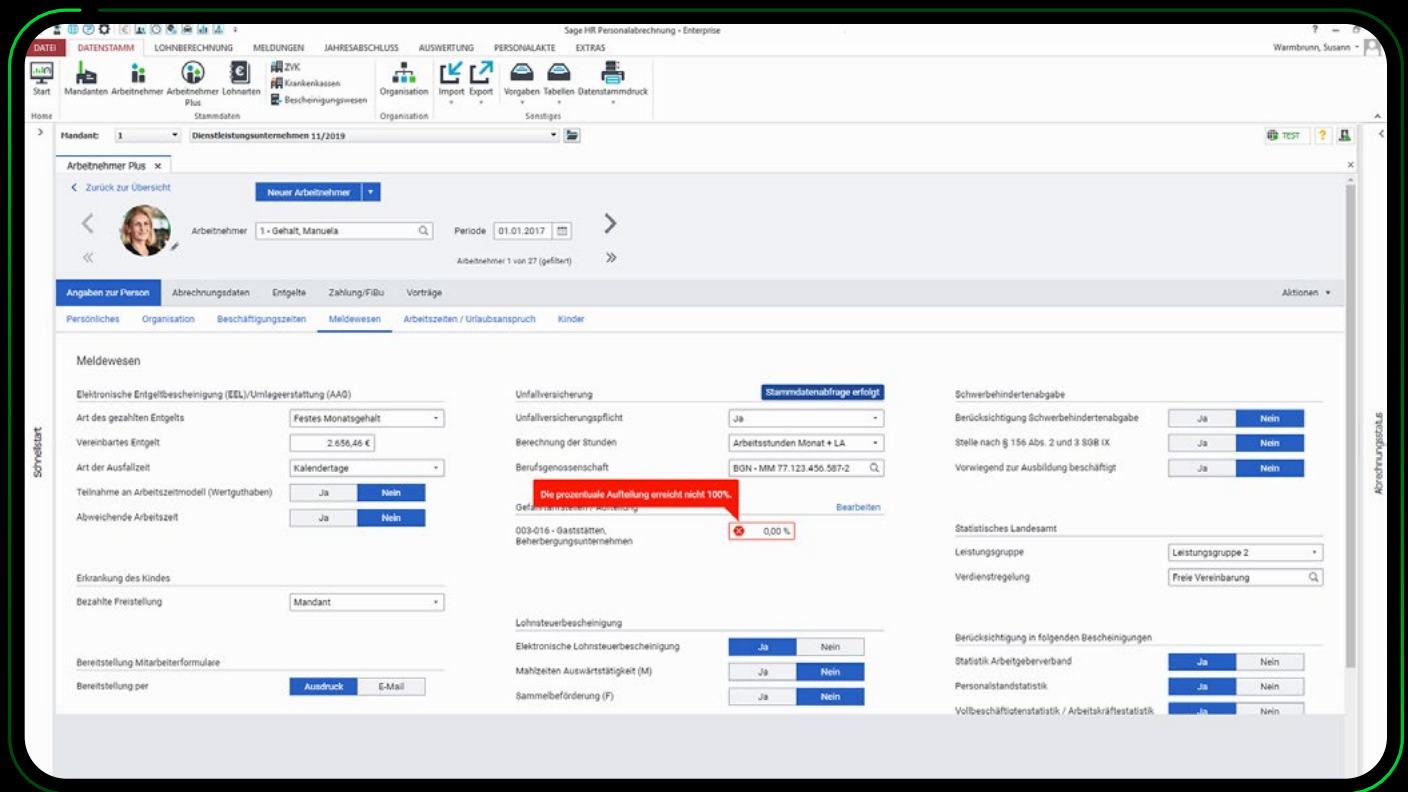 Sage HR Personalabrechnung - Enterprise
?
DATEI DATENSTAMM LOHNBERECHNUNG MELDUNGEN JAHRESABSCHLUSS AUSWERTUNG PERSONALAKTE EXTRAS
Warmbrunn, Susann
Start
Mandanten Arbeitnehmer Arbeitnehmer Plus Lohnarten
ZVK
Krankenkassen
Bescheinigungswesen
Organisation
Import Export
Vorgaben Tabellen Datenstammdruck
Home Stammdaten Organisation Sonstiges
Mandant: 1 Dienstleistungsunternehmen 11/2019
TEST ?
Arbeitnehmer Plus ×
Zurück zur Übersicht
Neuer Arbeitnehmer
Arbeitnehmer 1 - Gehalt, Manuela Periode 01.01.2017
Arbeitnehmer 1 von 27 (gefiltert)
Angaben zur Person Abrechnungsdaten Entgelte Zahlung/FiBu Vorträge Aktionen
Persönliches Organisation Beschäftigungszeiten Meldewesen Arbeitszeiten / Urlaubsanspruch Kinder
Schnellstart
Meldewesen
Elektronische Entgeltbescheinigung (EEL)/Umlageerstattung (AAG)
Art des gezahlten Entgelts Festes Monatsgehalt
Vereinbartes Entgelt 2.656,46 €
Art der Ausfallzeit Kalendertage
Teilnahme an Arbeitszeitmodell (Wertguthaben) Ja Nein
Abweichende Arbeitszeit Ja Nein
Erkrankung des Kindes
Bezahlte Freistellung Mandant
Bereitstellung Mitarbeiterformulare
Bereitstellung per Ausdruck E-Mail
Unfallversicherung Stammdatenabfrage erfolgt
Unfallversicherungspflicht Ja
Berechnung der Stunden Arbeitsstunden Monat + LA
Berufsgenossenschaft BGN - MM 77.123.456.587-2
Die prozentuale Aufteilung erreicht nicht 100%.
Bearbeiten
003-016 - Gaststätten,
Beherbergungsunternehmen
0,00 %
Lohnsteuerbescheinigung
Elektronische Lohnsteuerbescheinigung Ja Nein
Mahlzeiten Auswärtstätigkeit (M) Ja Nein
Sammelbeförderung (F) Ja Nein
Schwerbehindertenabgabe
Berücksichtigung Schwerbehindertenabgabe Ja Nein
Stelle nach § 156 Abs. 2 und 3 SGB IX Ja Nein
Vorwiegend zur Ausbildung beschäftigt Ja Nein
Statistisches Landesamt
Leistungsgruppe Leistungsgruppe 2
Verdienstregelung Freie Vereinbarung
Berücksichtigung in folgenden Bescheinigungen
Statistik Arbeitgeberverband Ja Nein
Personalstandstatistik Ja Nein
Vollbeschäftigtenstatistik / Arbeitskräftestatistik Ja Nein
Abrechnungsstatus